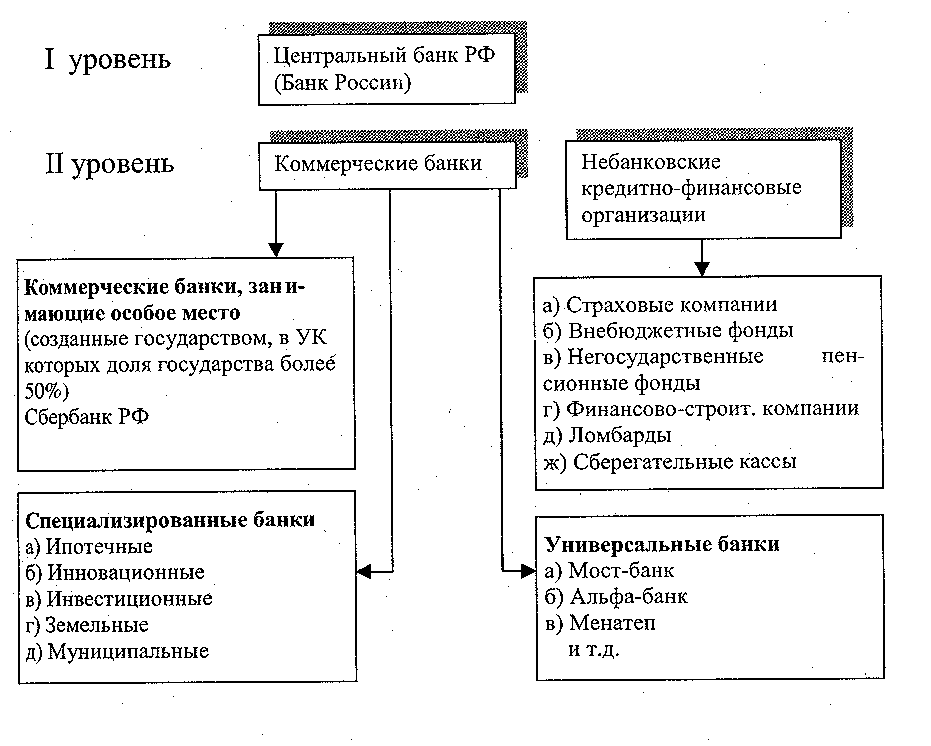 I уровень
Центральный банк РФ
(Банк России)
II уровень
Коммерческие банки
Небанковские
кредитно-финансовые
организации
Коммерческие банки, зани-
мающие особое место
(созданные государством, в УК
которых доля государства более
50%)
Сбербанк РФ
а) Страховые компании
б) Внебюджетные фонды
в) Негосударственные пен-
сионные фонды
г) Финансово-строит. компании
д) Ломбарды
ж) Сберегательные кассы
Специализированные банки
а) Ипотечные
б) Инновационные
в) Инвестиционные
г) Земельные
д) Муниципальные
Универсальные банки
а) Мост-банк
б) Альфа-банк
в) Менатеп
и т.д.